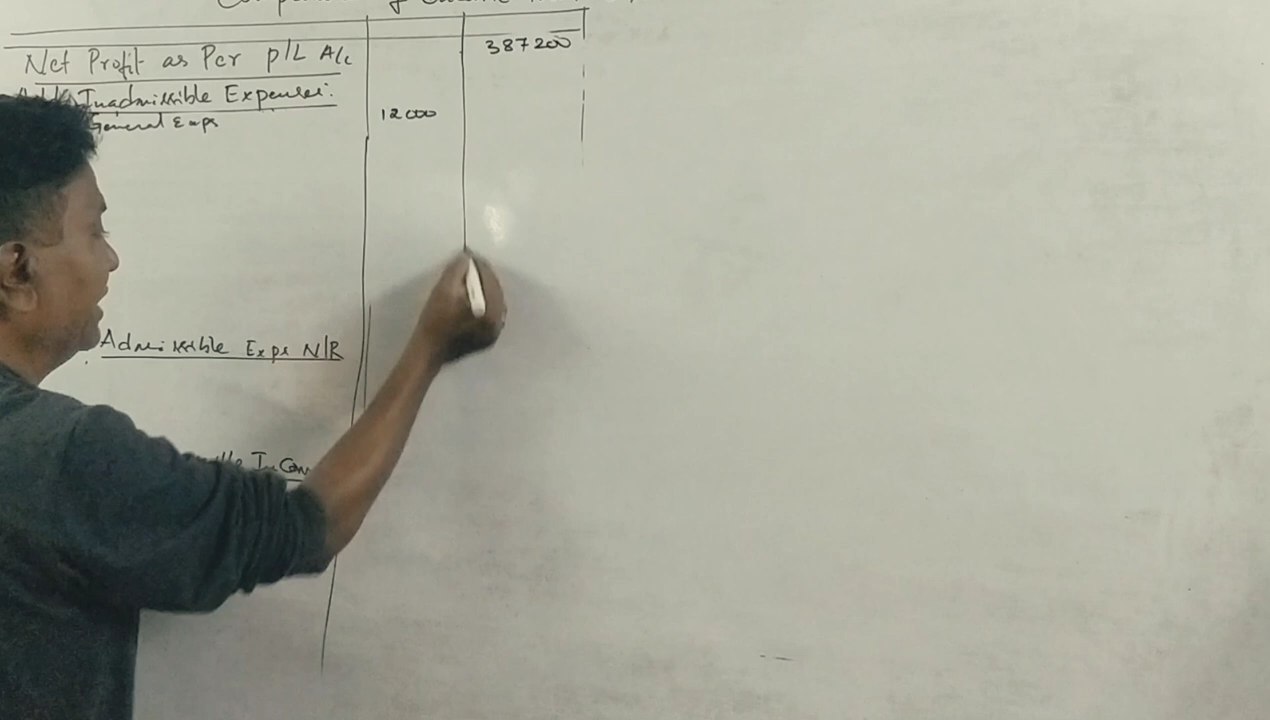 Net Profit as Per P/L A/c 387200
Inadmissible Expenses:
General Exps 12000
Admissible Exps N/R